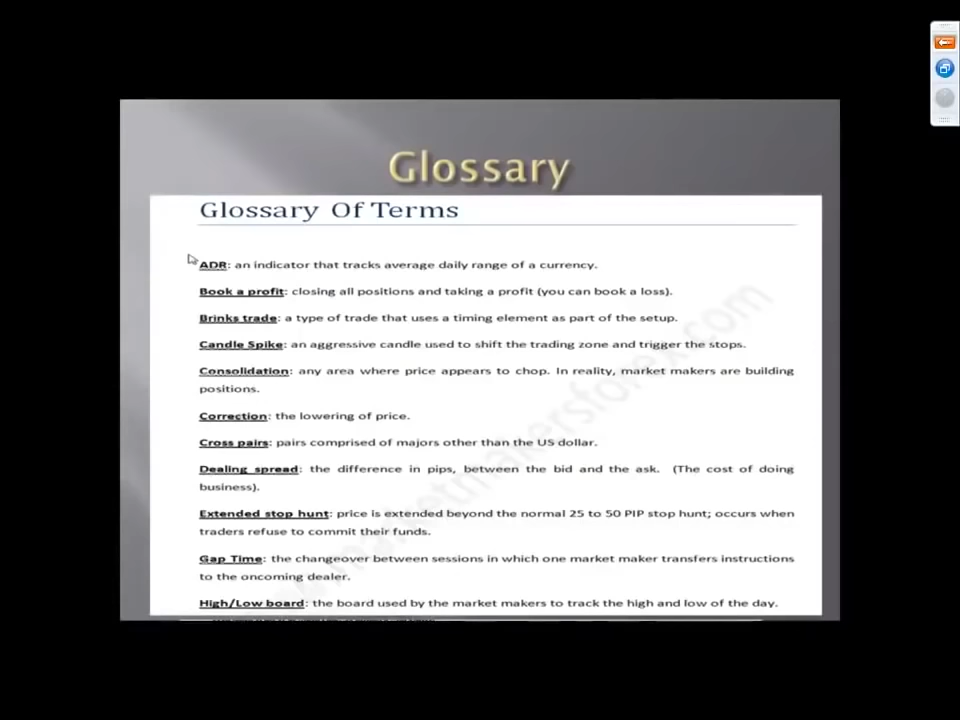 Glossary
Glossary Of Terms
ADR: an indicator that tracks average daily range of a currency.
Book a profit: closing all positions and taking a profit (you can book a loss).
Brinks trade: a type of trade that uses a timing element as part of the setup.
Candle Spike: an aggressive candle used to shift the trading zone and trigger the stops.
Consolidation: any area where price appears to chop. In reality, market makers are building
positions.
Correction: the lowering of price.
Cross pairs: pairs comprised of majors other than the US dollar.
Dealing spread: the difference in pips, between the bid and the ask. (The cost of doing
business).
Extended stop hunt: price is extended beyond the normal 25 to 50 PIP stop hunt; occurs when
traders refuse to commit their funds.
Gap Time: the changeover between sessions in which one market maker transfers instructions
to the oncoming dealer.
High/Low board: the board used by the market makers to track the high and low of the day.